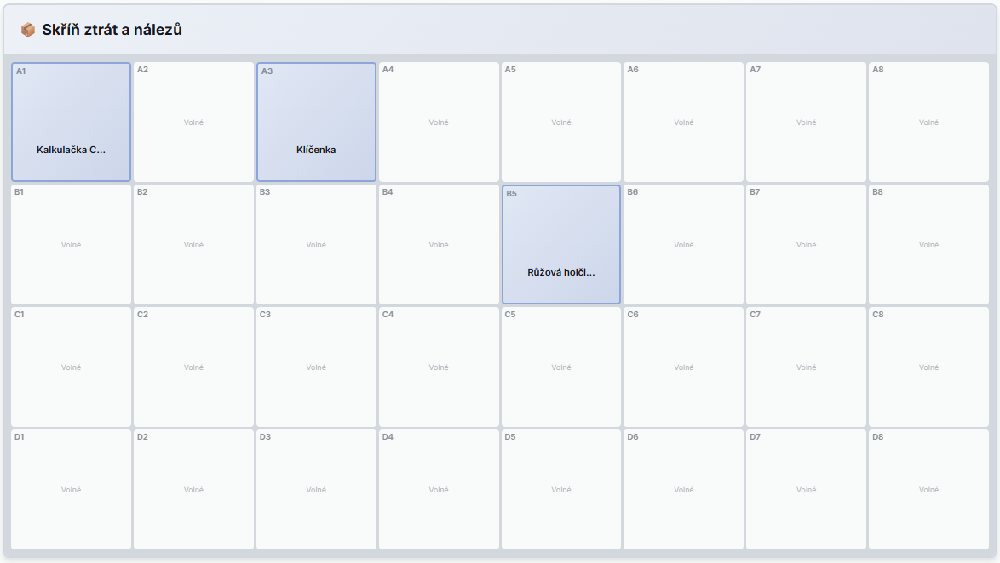 📦 Skříň ztrát a nálezů
A1
Kalkulačka C...
A2
Volné
A3
Klíčenka
A4
Volné
A5
Volné
A6
Volné
A7
Volné
A8
Volné
B1
Volné
B2
Volné
B3
Volné
B4
Volné
B5
Růžová holči...
B6
Volné
B7
Volné
B8
Volné
C1
Volné
C2
Volné
C3
Volné
C4
Volné
C5
Volné
C6
Volné
C7
Volné
C8
Volné
D1
Volné
D2
Volné
D3
Volné
D4
Volné
D5
Volné
D6
Volné
D7
Volné
D8
Volné